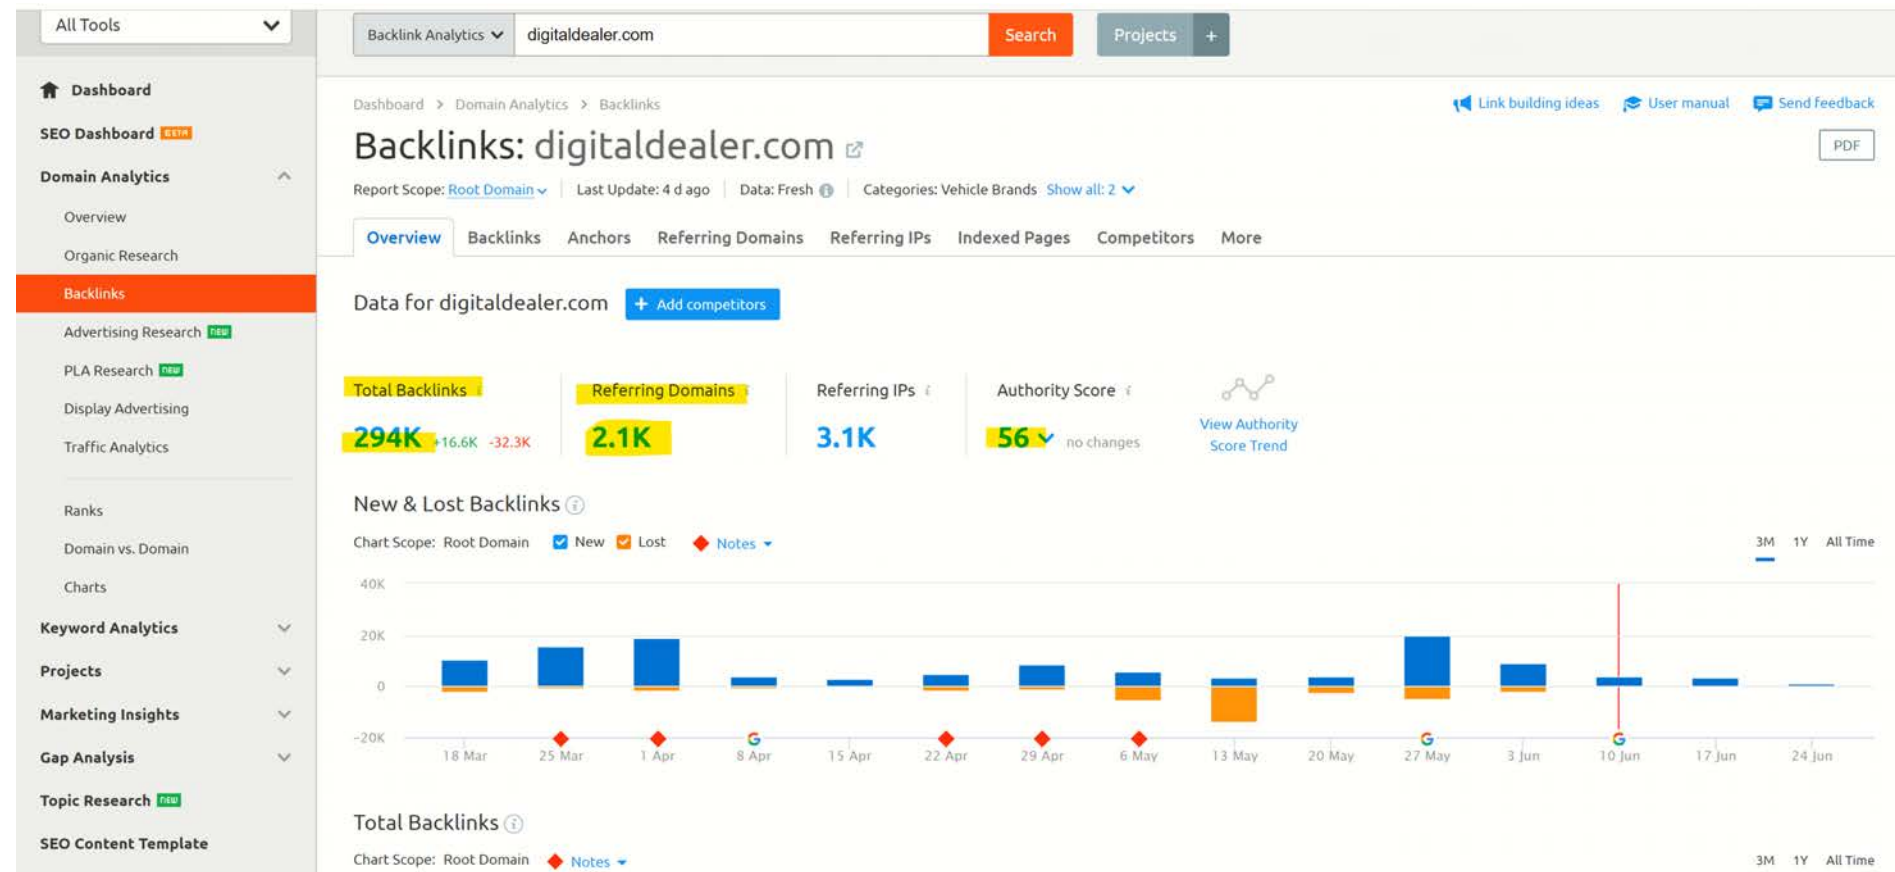 All Tools
Backlink Analytics digitaldealer.com Search Projects +
Dashboard
SEO Dashboard BETA
Domain Analytics
Overview
Organic Research
Backlinks
Advertising Research new
PLA Research new
Display Advertising
Traffic Analytics
Ranks
Domain vs. Domain
Charts
Keyword Analytics
Projects
Marketing Insights
Gap Analysis
Topic Research new
SEO Content Template
Dashboard > Domain Analytics > Backlinks
Link building ideas User manual Send feedback
Backlinks: digitaldealer.com
PDF
Report Scope: Root Domain Last Update: 4 d ago Data: Fresh i Categories: Vehicle Brands Show all: 2
Overview Backlinks Anchors Referring Domains Referring IPs Indexed Pages Competitors More
Data for digitaldealer.com + Add competitors
Total Backlinks i Referring Domains i Referring IPs i Authority Score i
294K +16.6K -32.3K 2.1K 3.1K 56 no changes
View Authority
Score Trend
New & Lost Backlinks i
Chart Scope: Root Domain New Lost Notes
3M 1Y All Time
40K
20K
0
-20K
G G G
18 Mar 25 Mar 1 Apr 8 Apr 15 Apr 22 Apr 29 Apr 6 May 13 May 20 May 27 May 3 Jun 10 Jun 17 Jun 24 Jun
Total Backlinks i
Chart Scope: Root Domain Notes
3M 1Y All Time